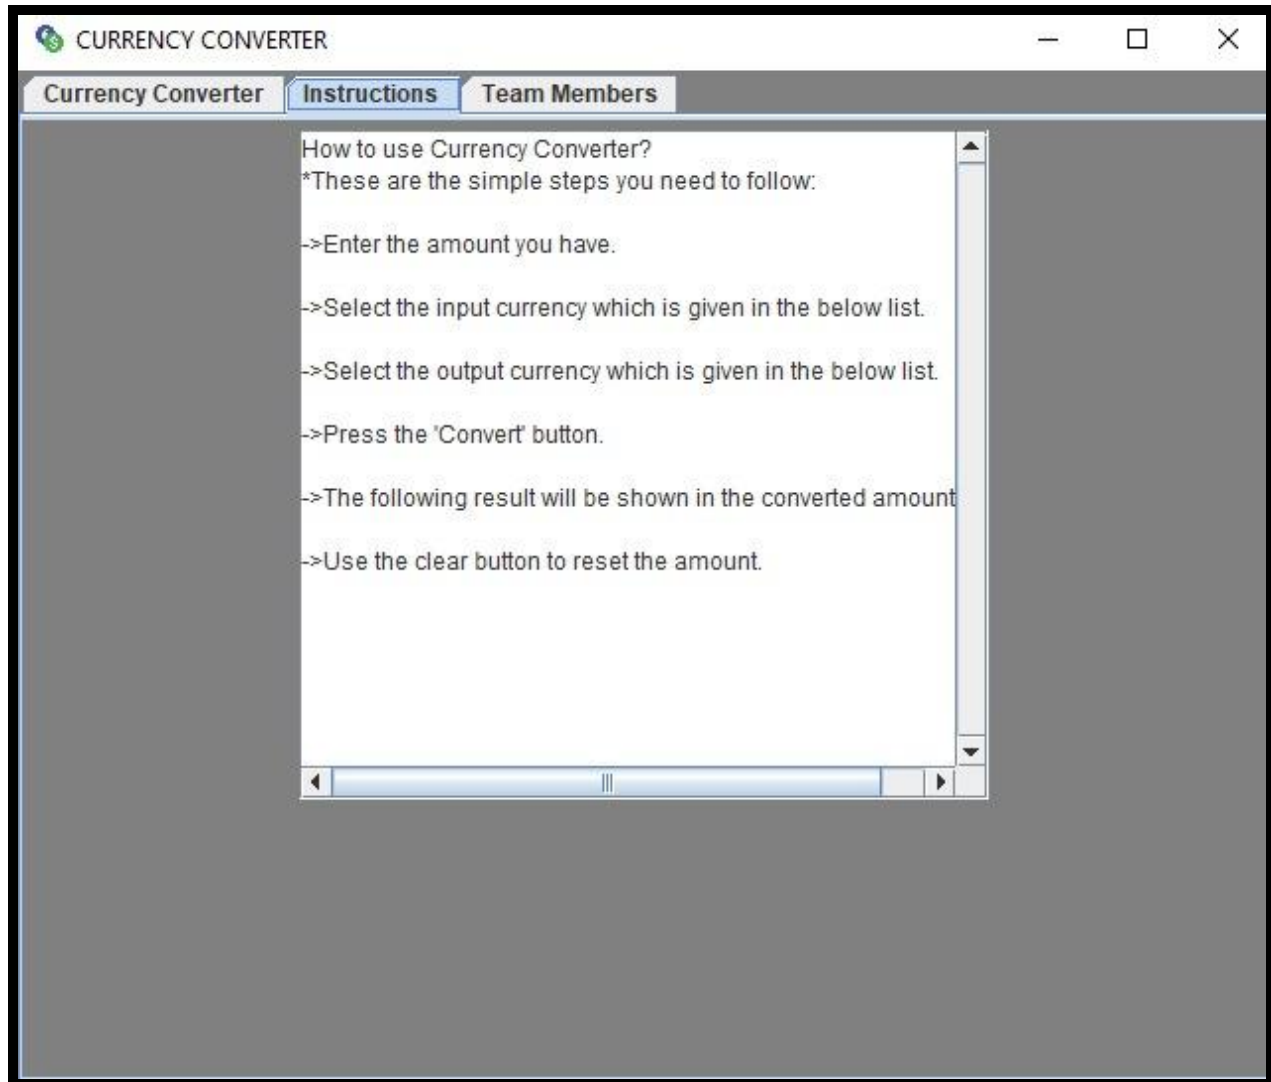 CURRENCY CONVERTER
Currency Converter Instructions Team Members
How to use Currency Converter?
*These are the simple steps you need to follow:
->Enter the amount you have.
->Select the input currency which is given in the below list.
->Select the output currency which is given in the below list.
->Press the 'Convert' button.
->The following result will be shown in the converted amount
->Use the clear button to reset the amount.